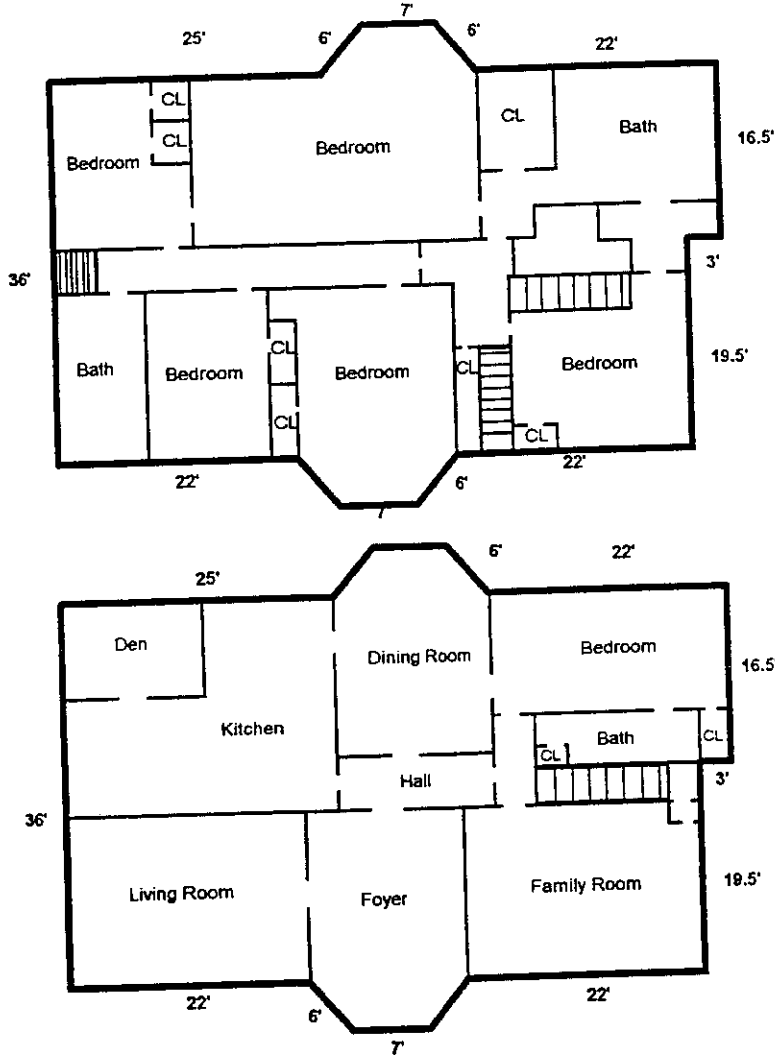 7'
25'
6'
6'
22'
CL
CL
CL
Bath
Bedroom
Bedroom
16.5'
36'
3'
Bath
Bedroom
CL
Bedroom
CL
Bedroom
19.5'
CL
CL
22'
6'
22'
7
25'
6'
22'
Den
Dining Room
Bedroom
16.5'
Kitchen
Bath
CL
CL
Hall
3'
36'
Living Room
Foyer
Family Room
19.5'
22'
6'
22'
7'